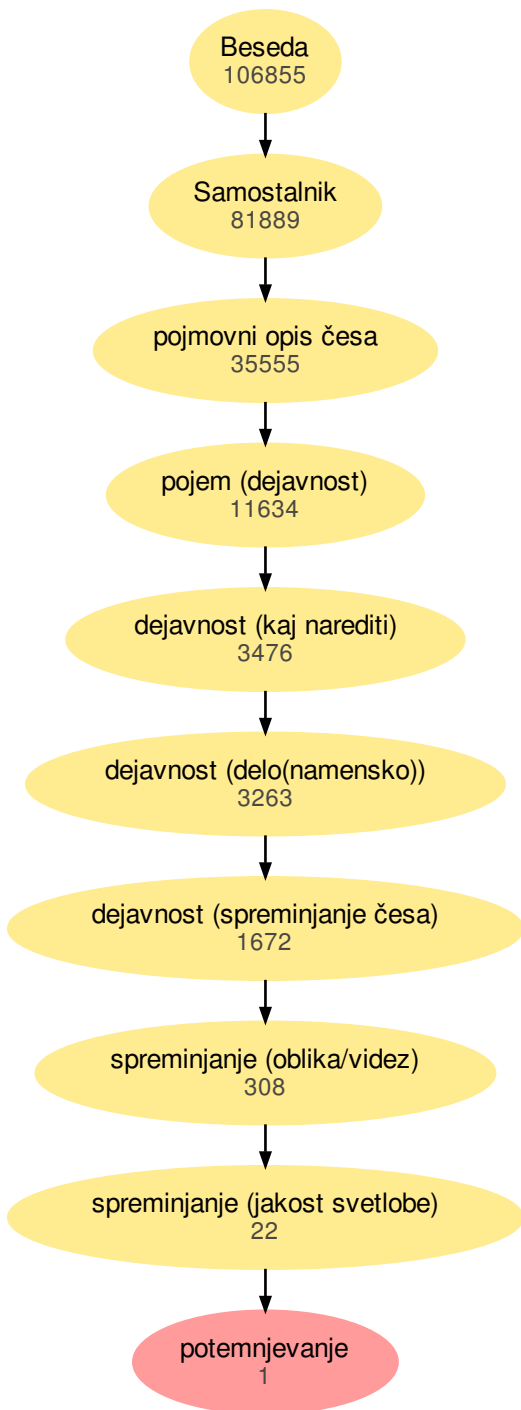 Beseda
106855
Samostalnik
81889
pojmovni opis česa
35555
pojem (dejavnost)
11634
dejavnost (kaj narediti)
3476
dejavnost (delo(namensko))
3263
dejavnost (spreminjanje česa)
1672
spreminjanje (oblika/videz)
308
spreminjanje (jakost svetlobe)
22
potemnjevanje
1